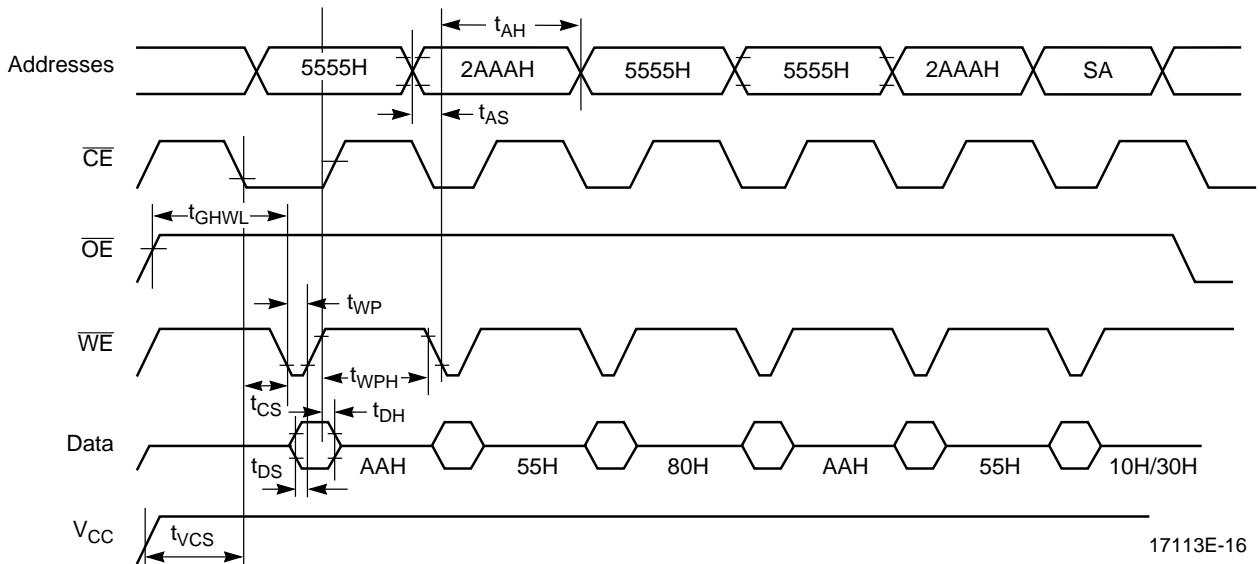 tAH
Addresses 5555H 2AAAH 5555H 5555H 2AAAH SA
tAS
CE
tGHWL
OE
tWP
WE
tWPH
tCS tDH
Data
tDS AAH 55H 80H AAH 55H 10H/30H
VCC tVCS
17113E-16